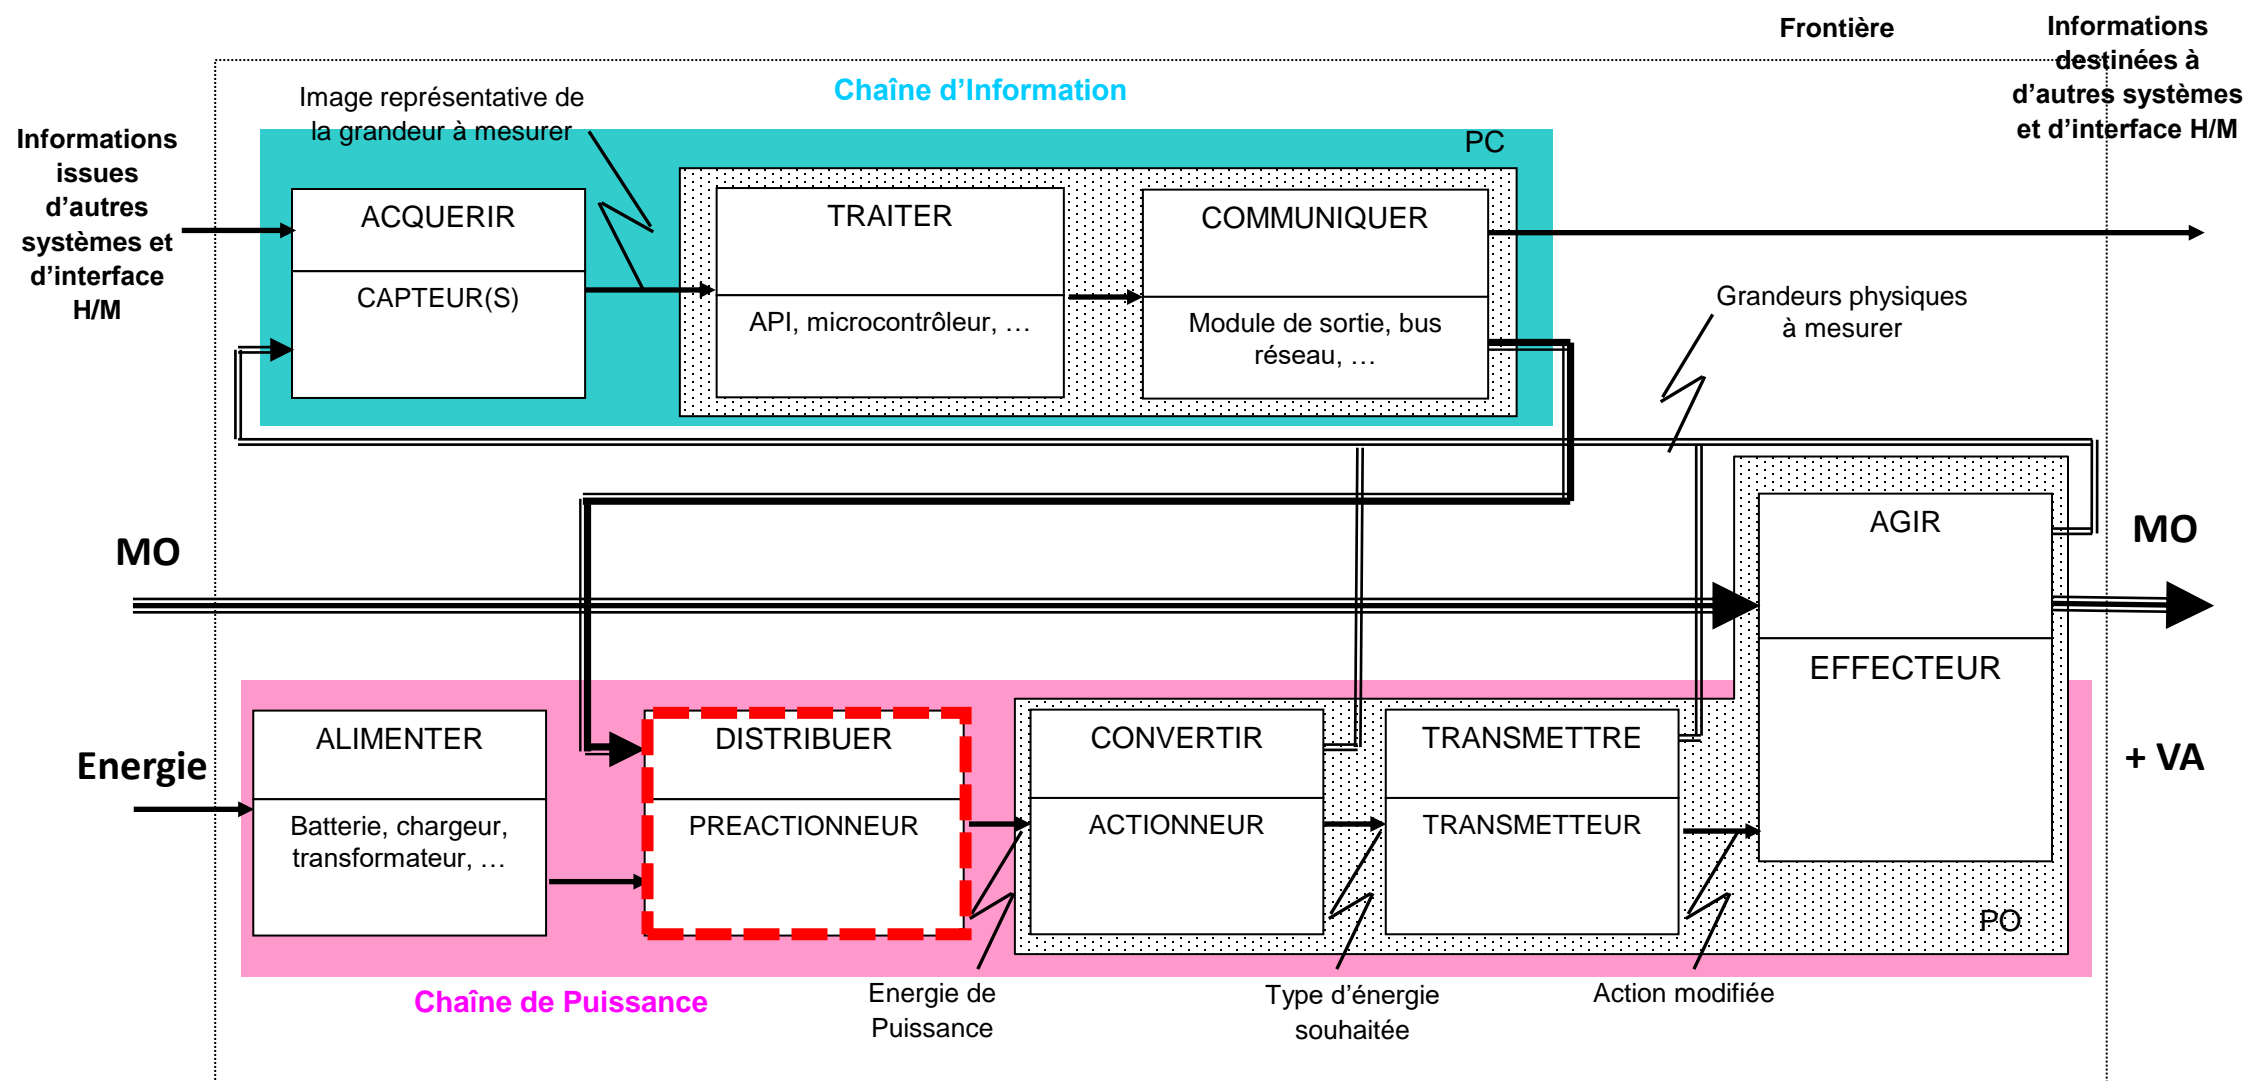 Frontière
Informations
destinées à
d'autres systèmes
et d'interface H/M
Chaîne d'Information
Image représentative de
la grandeur à mesurer
Informations
issues
d'autres
systèmes et
d'interface
H/M
PC
ACQUERIR
CAPTEUR(S)
TRAITER
API, microcontrôleur, …
COMMUNIQUER
Module de sortie, bus
réseau, …
Grandeurs physiques
à mesurer
MO
AGIR
EFFECTEUR
MO
+ VA
Energie
ALIMENTER
Batterie, chargeur,
transformateur, …
DISTRIBUER
PREACTIONNEUR
CONVERTIR
ACTIONNEUR
TRANSMETTRE
TRANSMETTEUR
PO
Chaîne de Puissance
Energie de
Puissance
Type d'énergie
souhaitée
Action modifiée